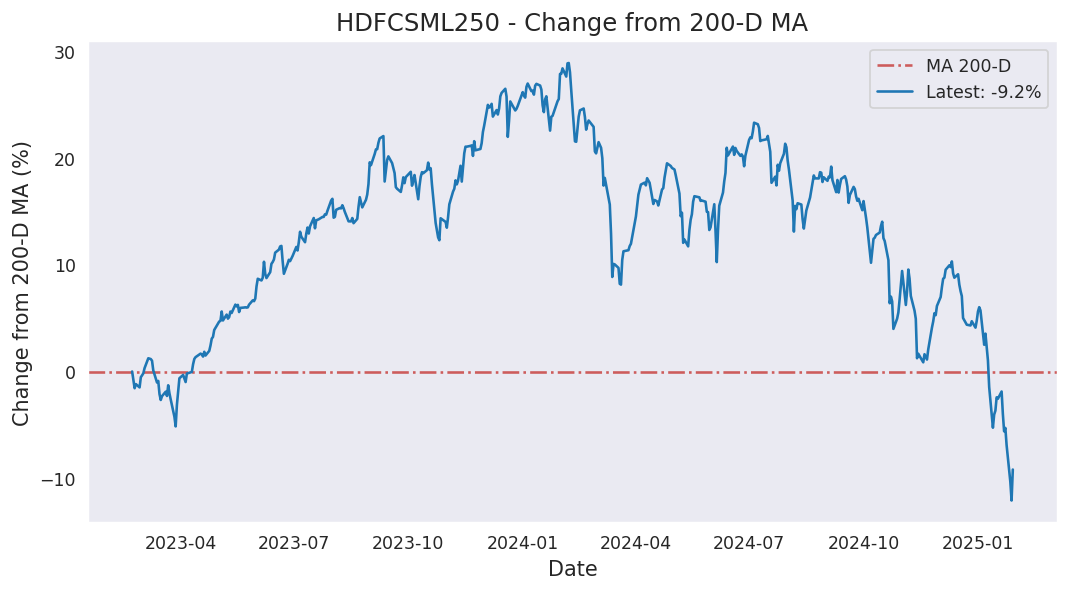 HDFCSML250 - Change from 200-D MA
MA 200-D
Latest: -9.2%
Change from 200-D MA (%)
30
20
10
0
−10
2023-04 2023-07 2023-10 2024-01 2024-04 2024-07 2024-10 2025-01
Date